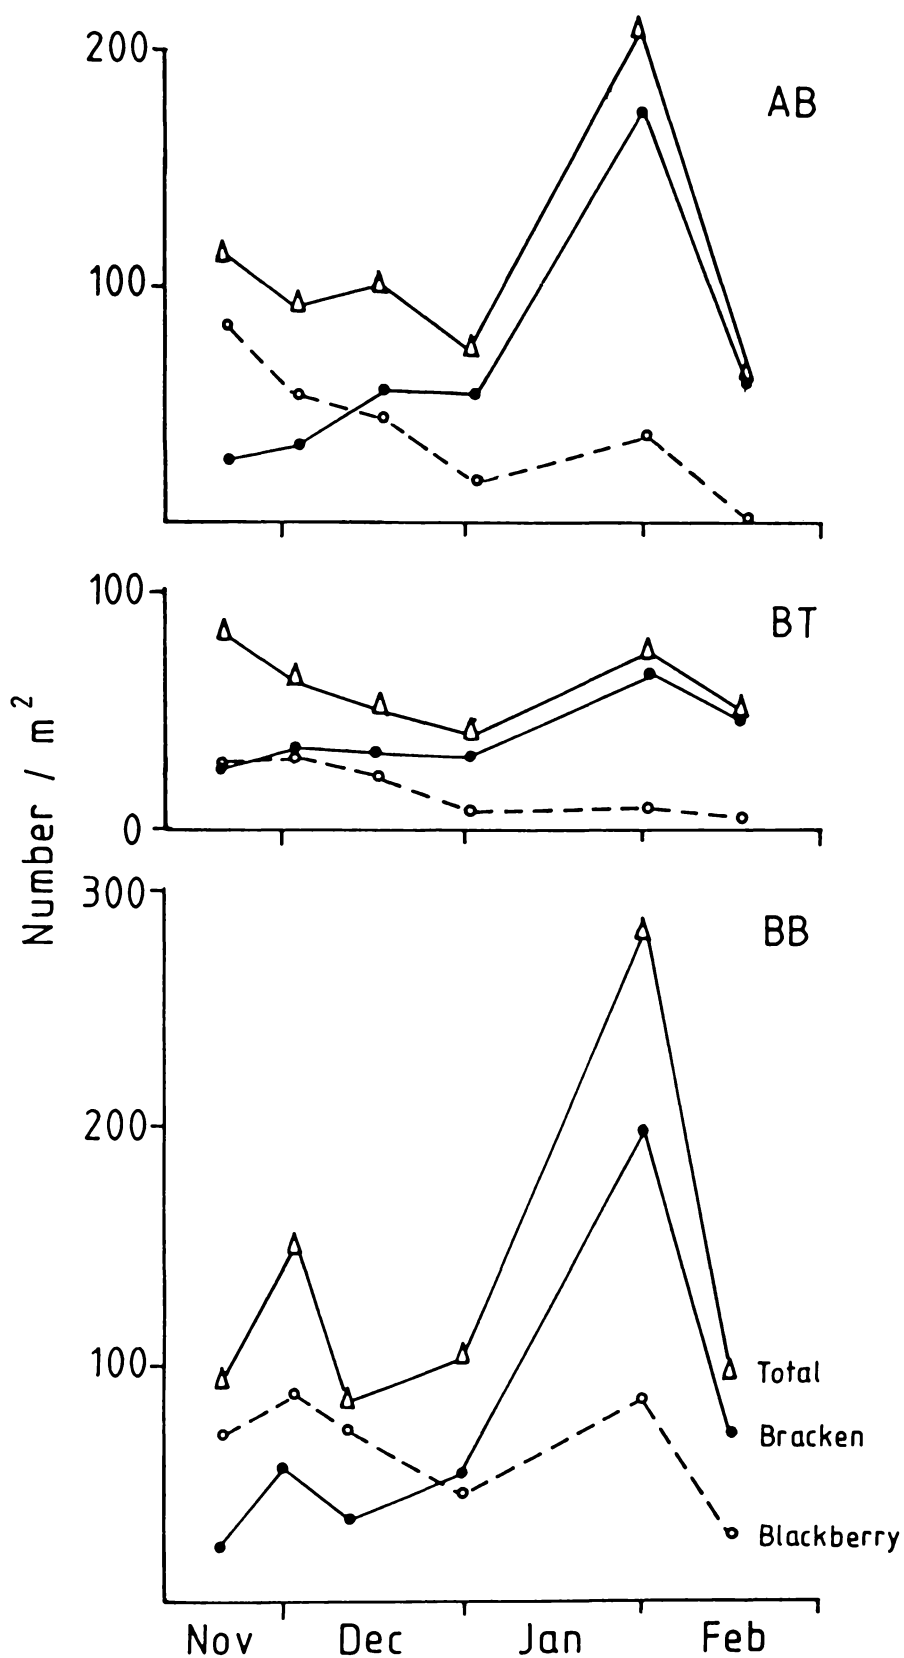 200
AB
100
100
BT
0
Number / m²
300
BB
200
100
Total
Bracken
Blackberry
Nov Dec Jan Feb